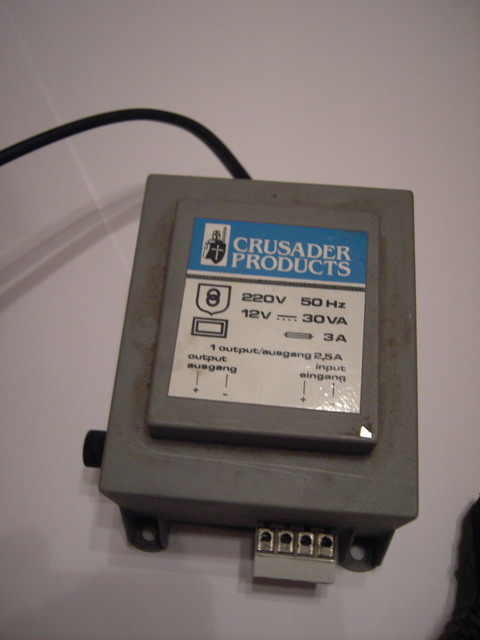 CRUSADER
PRODUCTS
220V 50 Hz
12V 30VA
3A
1 output/ausgang 2,5A
output input
ausgang eingang
+ - +